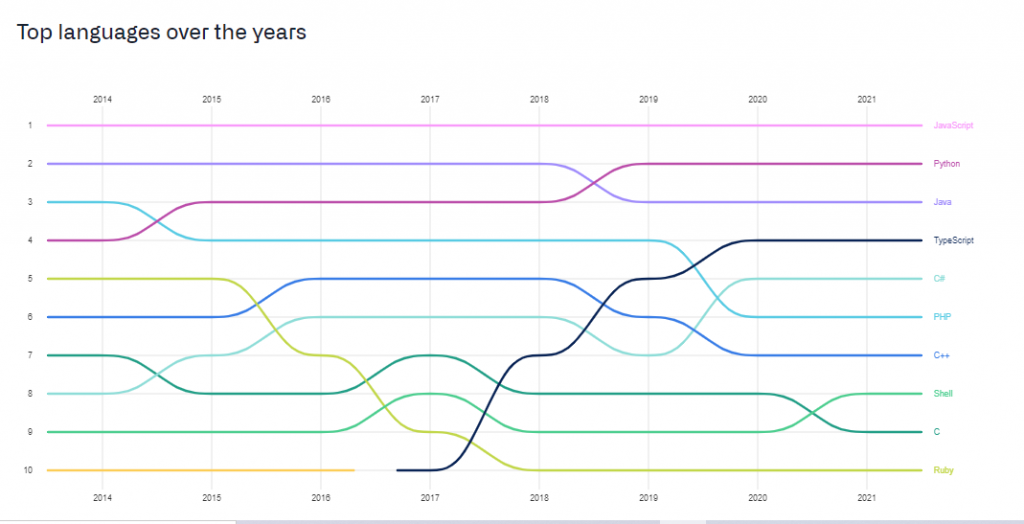 Top languages over the years
2014 2015 2016 2017 2018 2019 2020 2021
1 JavaScript
2 Python
3 Java
4 TypeScript
5 C#
6 PHP
7 C++
8 Shell
9 C
10 Ruby
2014 2015 2016 2017 2018 2019 2020 2021